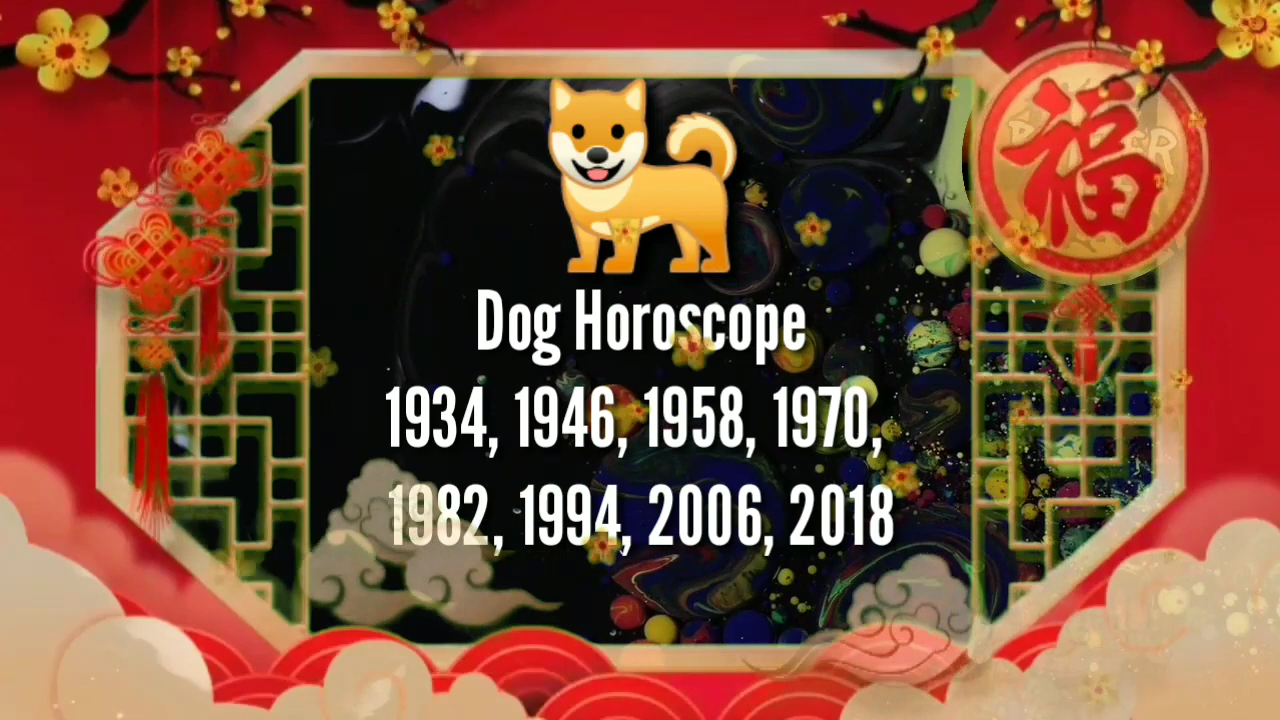 福
Dog Horoscope
1934, 1946, 1958, 1970,
1982, 1994, 2006, 2018